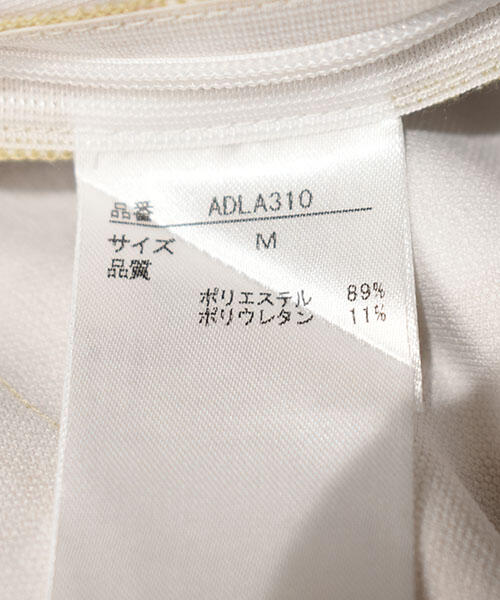 品番 ADLA310
サイズ M
品質
ポリエステル 89%
ポリウレタン 11%